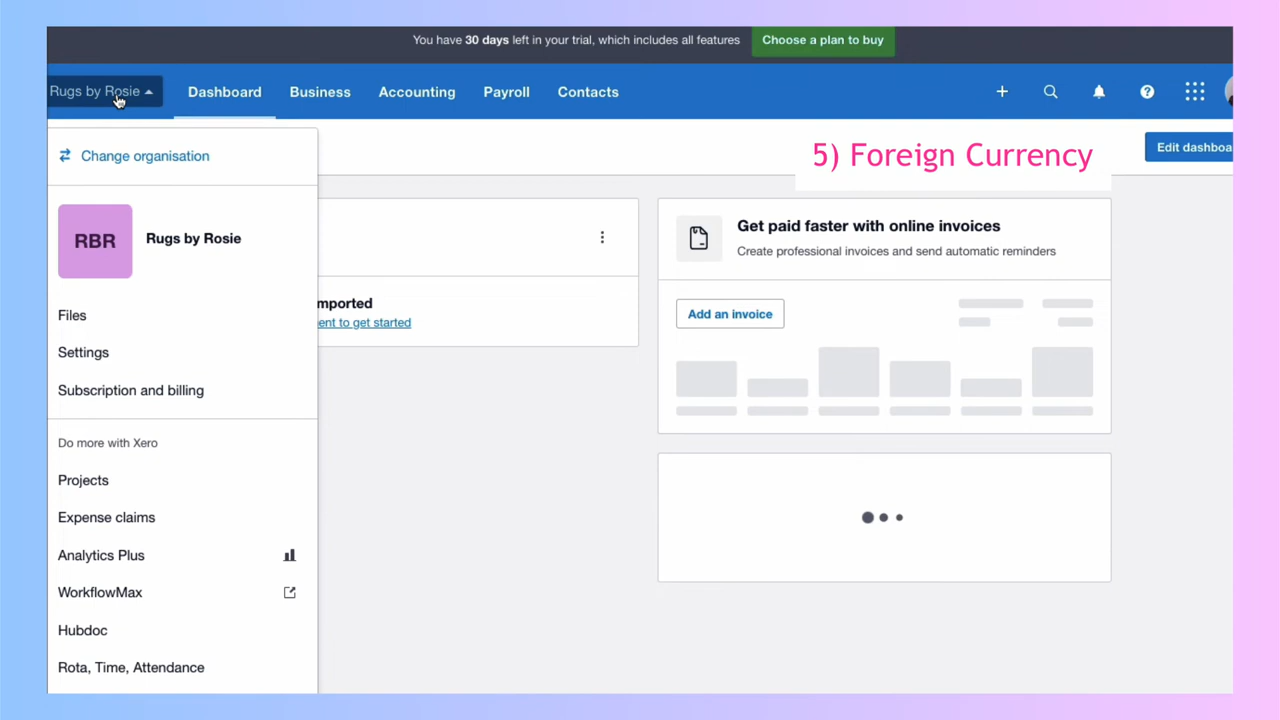 You have 30 days left in your trial, which includes all features
Choose a plan to buy
Rugs by Rosie
Dashboard
Business
Accounting
Payroll
Contacts
Change organisation
5) Foreign Currency
Edit dashboa
RBR
Rugs by Rosie
Files
Settings
Subscription and billing
Do more with Xero
Projects
Expense claims
Analytics Plus
WorkflowMax
Hubdoc
Rota, Time, Attendance
mported
ent to get started
Get paid faster with online invoices
Create professional invoices and send automatic reminders
Add an invoice